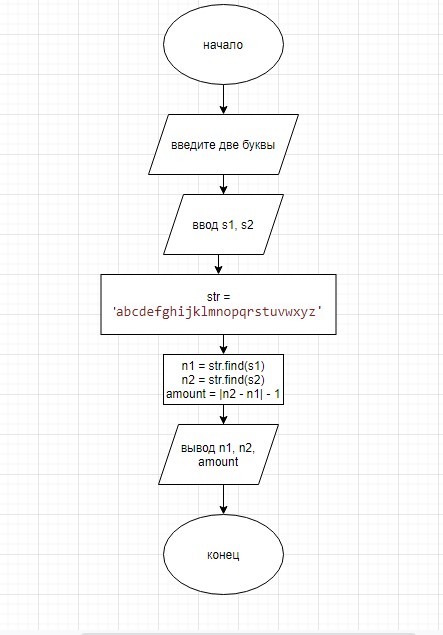 начало
введите две буквы
ввод s1, s2
str =
'abcdefghijklmnopqrstuvwxyz'
n1 = str.find(s1)
n2 = str.find(s2)
amount = |n2 - n1| - 1
вывод n1, n2,
amount
конец